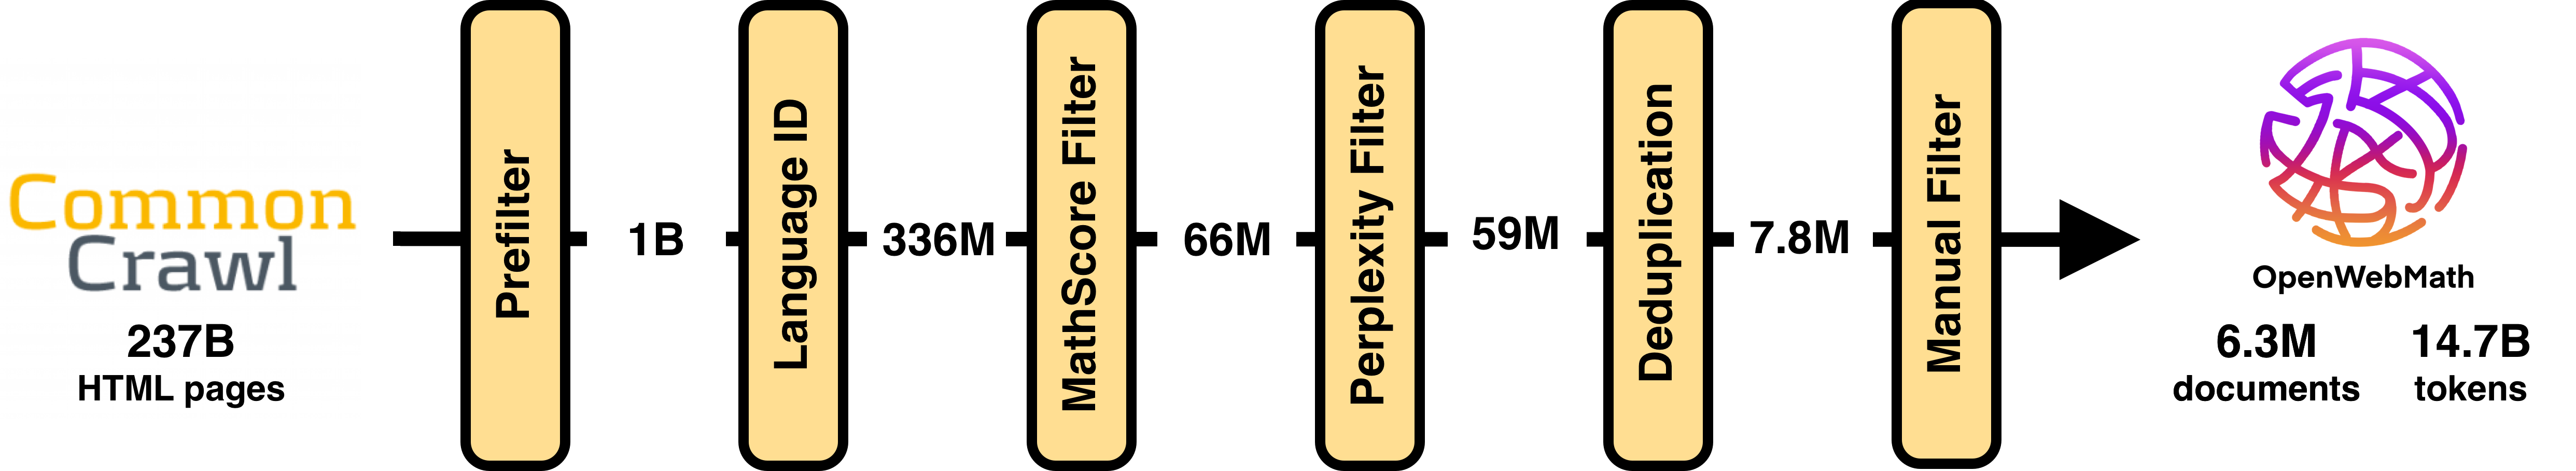 Common
Crawl
237B
HTML pages
Prefilter
1B
Language ID
336M
MathScore Filter
66M
Perplexity Filter
59M
Deduplication
7.8M
Manual Filter
OpenWebMath
6.3M
documents
14.7B
tokens